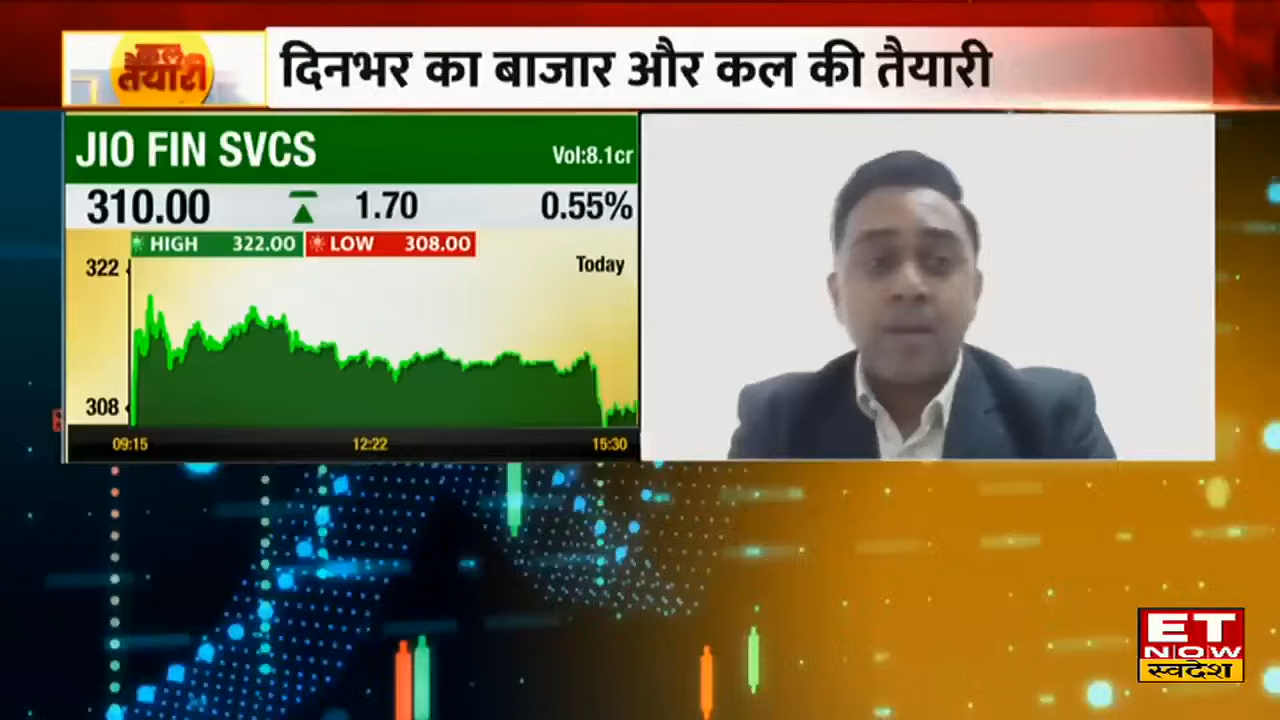 कल
तैयारी
दिनभर का बाजार और कल की तैयारी
JIO FIN SVCS
Vol:8.1cr
310.00 1.70 0.55%
HIGH 322.00 LOW 308.00
Today
322
308
09:15 12:22 15:30
ET
NOW
स्वदेश